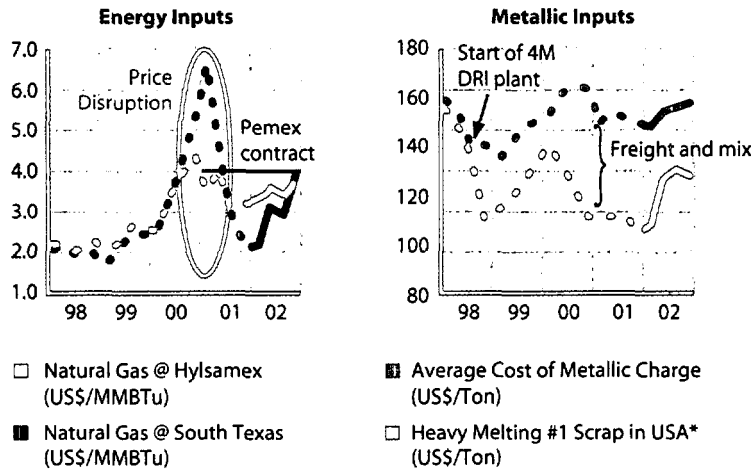 Energy Inputs
7.0
6.0
5.0
4.0
3.0
2.0
1.0
Price
Disruption
Pemex
contract
98 99 00 01 02
Natural Gas @ Hylsamex
(US$/MMBTu)
Natural Gas @ South Texas
(US$/MMBTu)
Metallic Inputs
180
160
140
120
100
80
Start of 4M
DRI plant
Freight and mix
98 99 00 01 02
Average Cost of Metallic Charge
(US$/Ton)
Heavy Melting #1 Scrap in USA*
(US$/Ton)